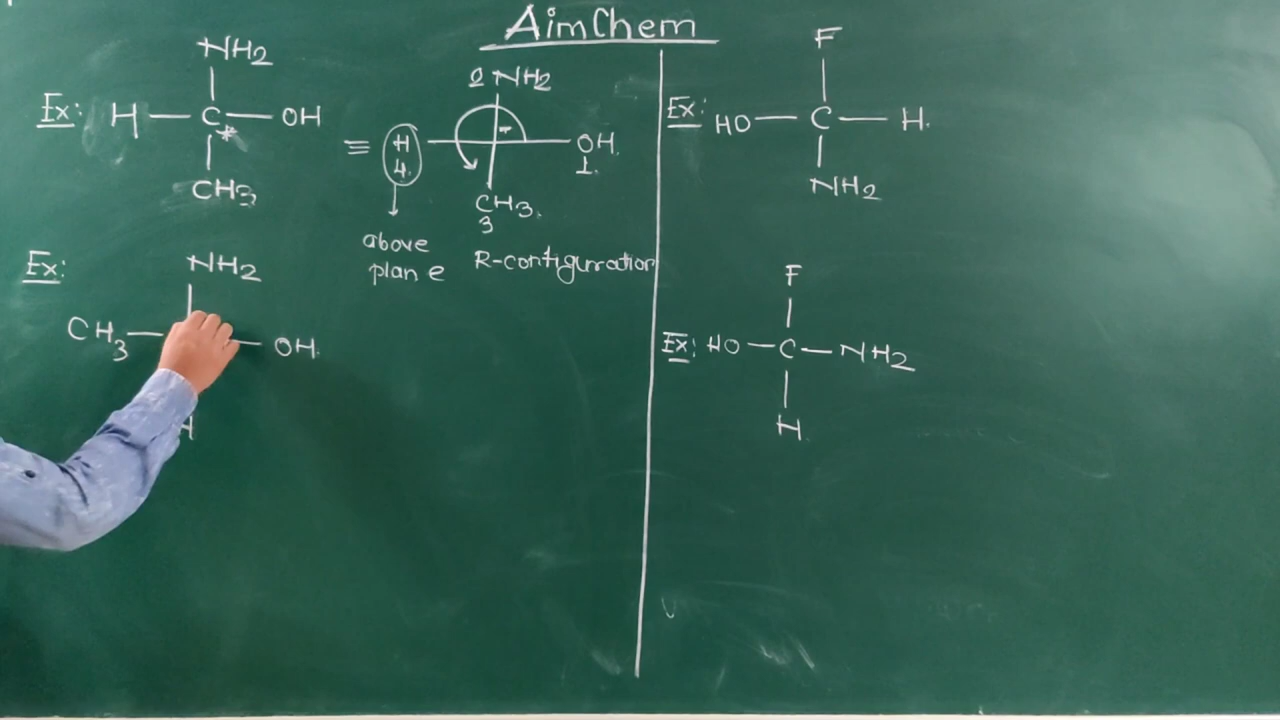 AimChem
Ex:
NH2
H — C — OH
*
CH3
≡
2 NH2
H
4.
OH.
1.
CH3.
3
above
plane
R-configuration
Ex:
NH2
CH3 — — OH.
H
Ex:
F
HO — C — H.
NH2
Ex:
F
HO — C — NH2
H